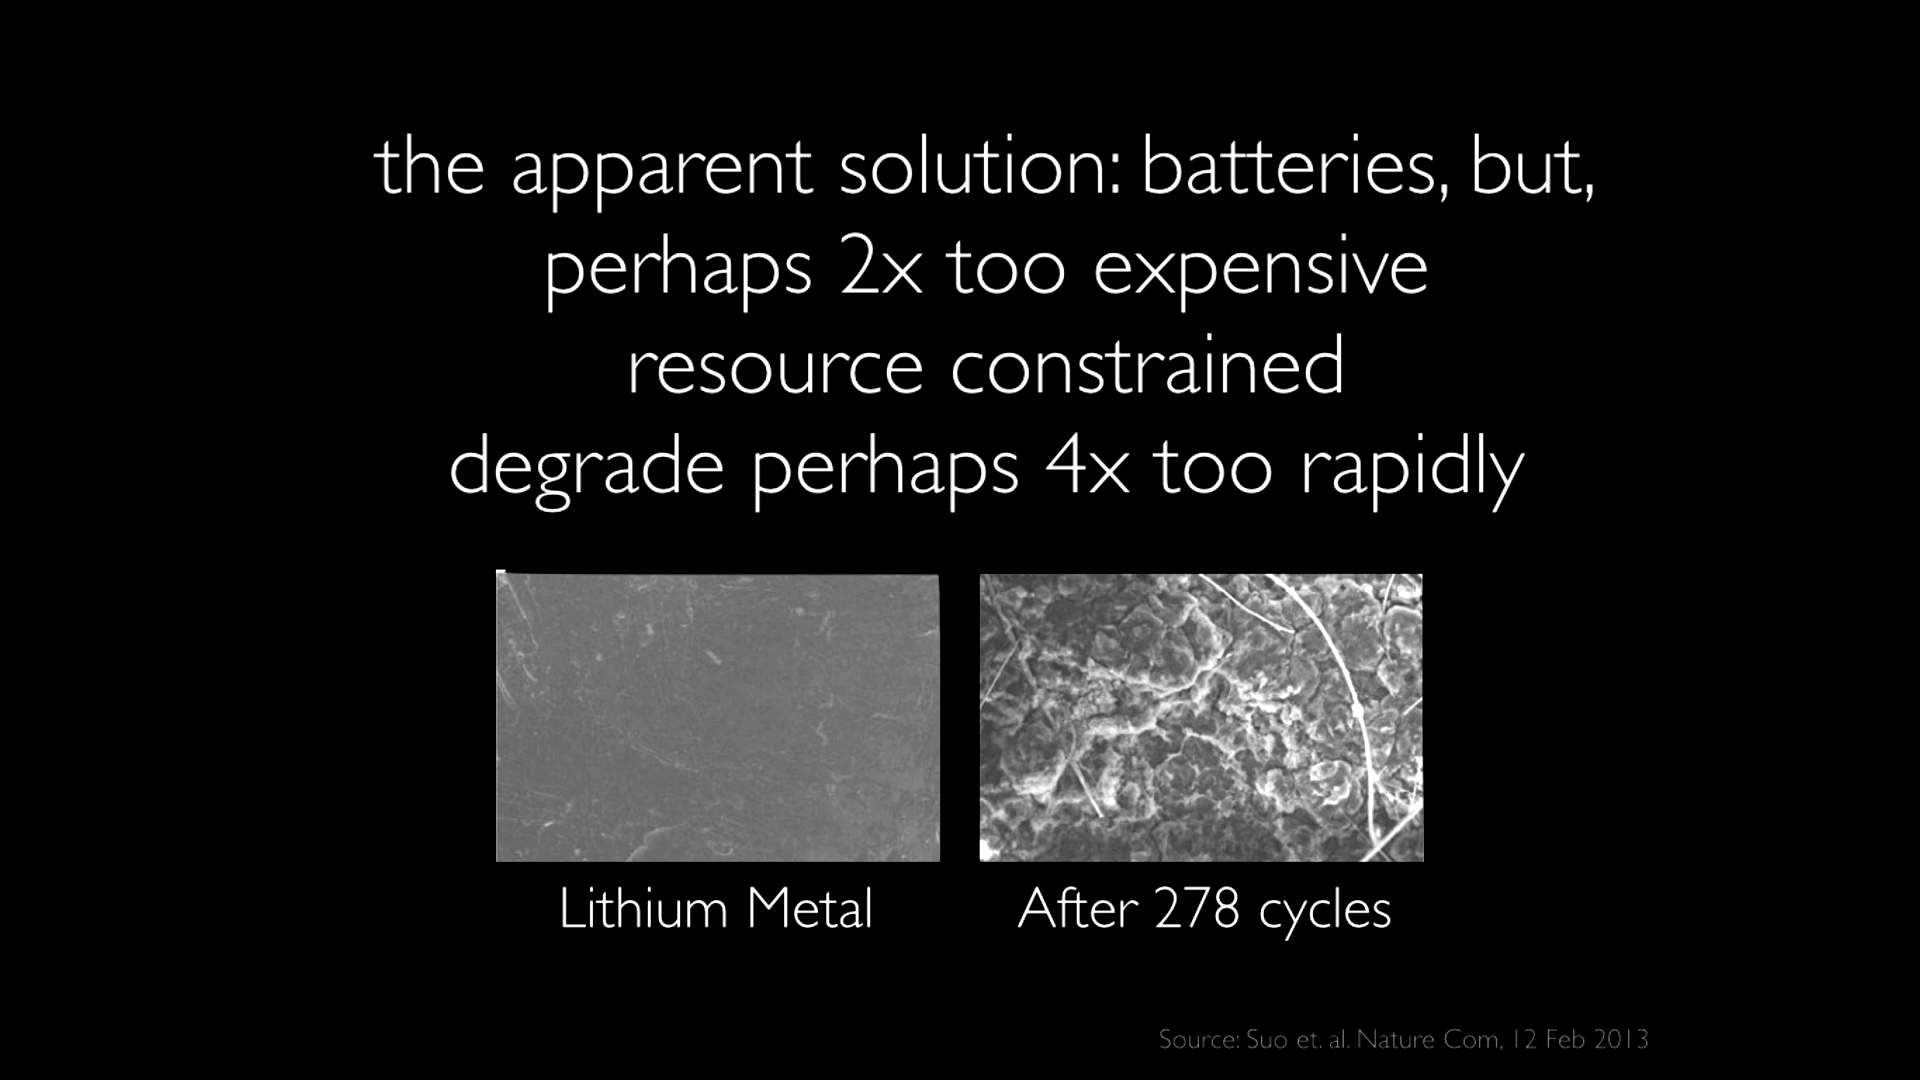 the apparent solution: batteries, but,
perhaps 2x too expensive
resource constrained
degrade perhaps 4x too rapidly
Lithium Metal
After 278 cycles
Source: Suo et. al. Nature Com, 12 Feb 2013